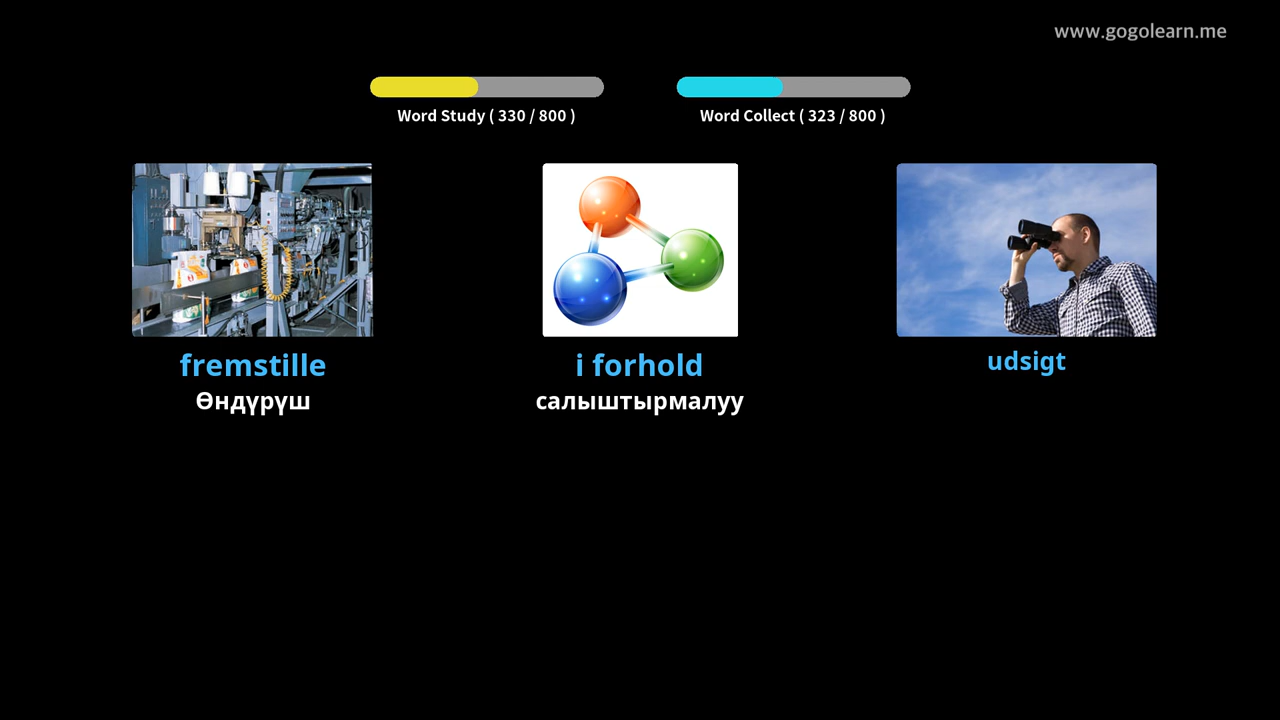 www.gogolearn.me
Word Study ( 330 / 800 )
Word Collect ( 323 / 800 )
fremstille
Өндүрүш
i forhold
салыштырмалуу
udsigt